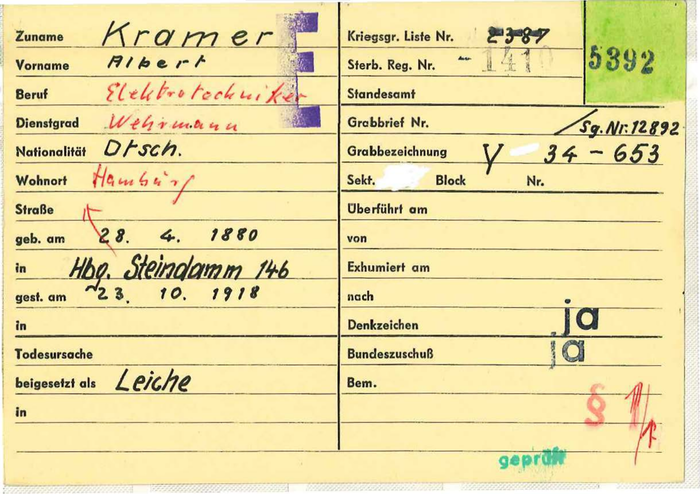 Zuname Kramer
Vorname Albert
Beruf Elektrotechniker
Dienstgrad Wehrmann
Nationalität Dtsch.
Wohnort Hamburg
Straße
geb. am 28. 4. 1880
in Hbg. Steindamm 146
gest. am 23. 10. 1918
in
Todesursache
beigesetzt als Leiche
in
Kriegsgr. Liste Nr.
Sterb. Reg. Nr. - 1410
5392
Standesamt
Grabbrief Nr. /Sg.Nr.12892
Grabbezeichnung Y - 34 - 653
Sekt. Block Nr.
Überführt am
von
Exhumiert am
nach
Denkzeichen ja
Bundeszuschuß ja
Bem.
§ 1/1
geprüft